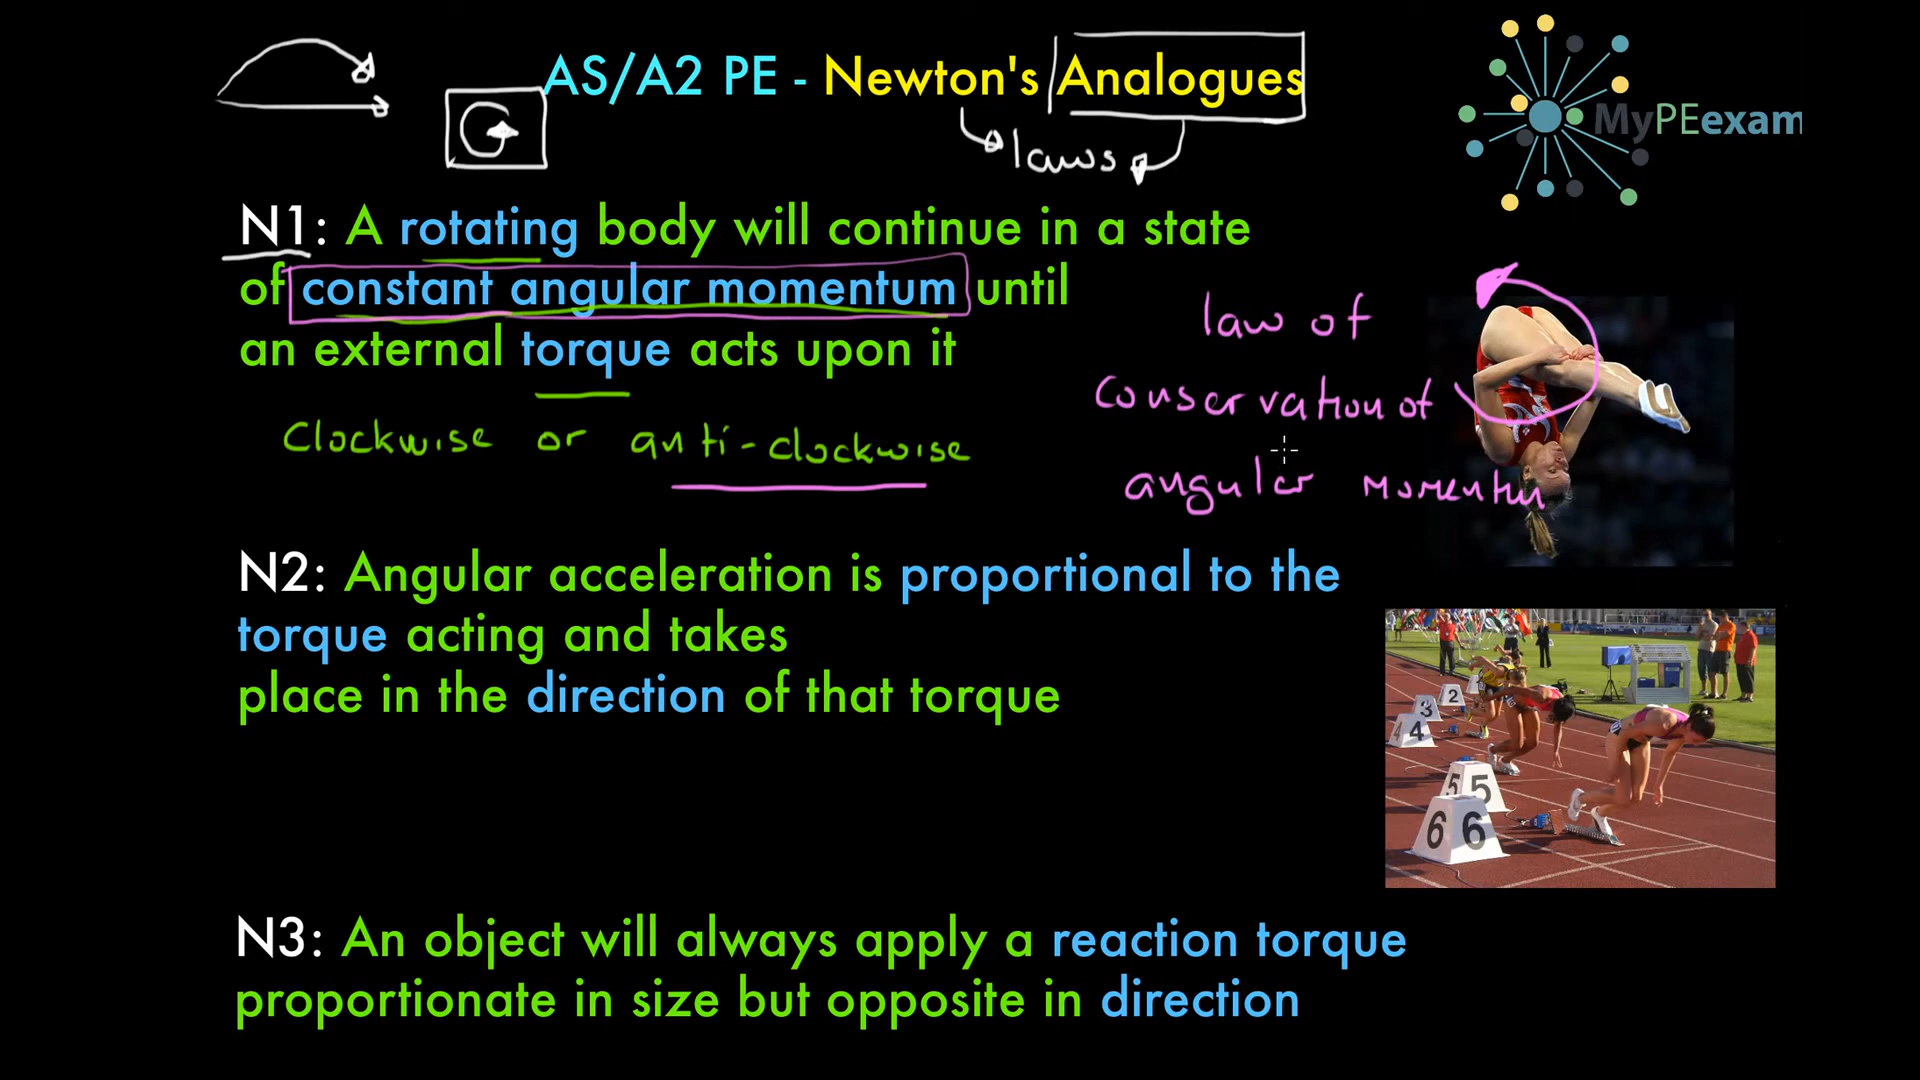 AS/A2 PE - Newton's Analogues
MyPEexam
laws
N1: A rotating body will continue in a state
of constant angular momentum until
an external torque acts upon it
law of
conservation of
angular momentum
clockwise or anti-clockwise
N2: Angular acceleration is proportional to the
torque acting and takes
place in the direction of that torque
2
3
4 4
5 5
6 6
N3: An object will always apply a reaction torque
proportionate in size but opposite in direction